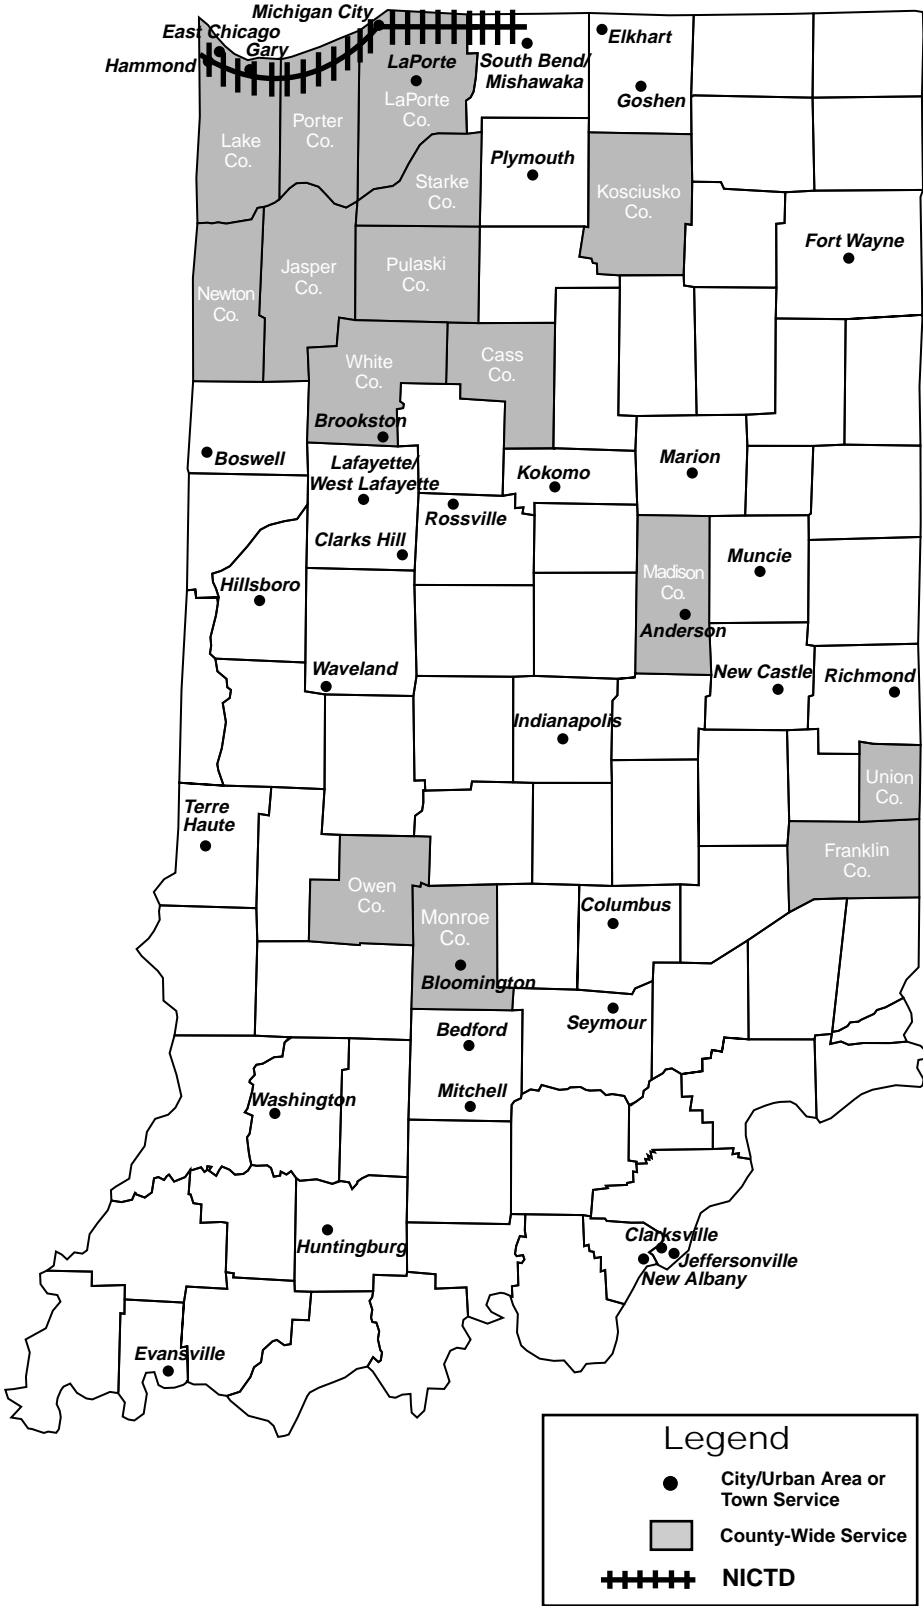 Michigan City
East Chicago
Gary
Hammond
LaPorte
South Bend/
Mishawaka
Elkhart
Goshen
LaPorte
Co.
Porter
Co.
Lake
Co.
Plymouth
Starke
Co.
Kosciusko
Co.
Fort Wayne
Jasper
Co.
Pulaski
Co.
Newton
Co.
White
Co.
Cass
Co.
Brookston
Boswell
Lafayette/
West Lafayette
Kokomo
Marion
Rossville
Clarks Hill
Muncie
Madison
Co.
Hillsboro
Anderson
Waveland
New Castle
Richmond
Indianapolis
Union
Co.
Terre
Haute
Franklin
Co.
Owen
Co.
Monroe
Co.
Columbus
Bloomington
Bedford
Seymour
Mitchell
Washington
Huntingburg
Clarksville
Jeffersonville
New Albany
Evansville
Legend
City/Urban Area or
Town Service
County-Wide Service
NICTD